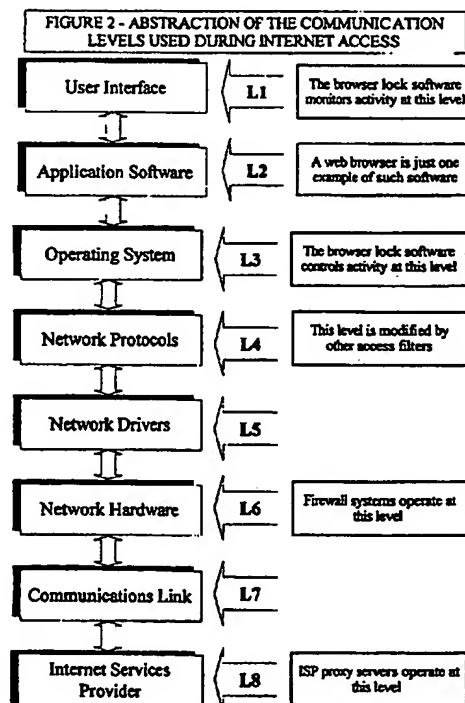 FIGURE 2 - ABSTRACTION OF THE COMMUNICATION
LEVELS USED DURING INTERNET ACCESS
User Interface
L1
The browser lock software
monitors activity at this level
Application Software
L2
A web browser is just one
example of such software
Operating System
L3
The browser lock software
controls activity at this level
Network Protocols
L4
This level is modified by
other access filters
Network Drivers
L5
Network Hardware
L6
Firewall systems operate at
this level
Communications Link
L7
Internet Services
Provider
L8
ISP proxy servers operate at
this level